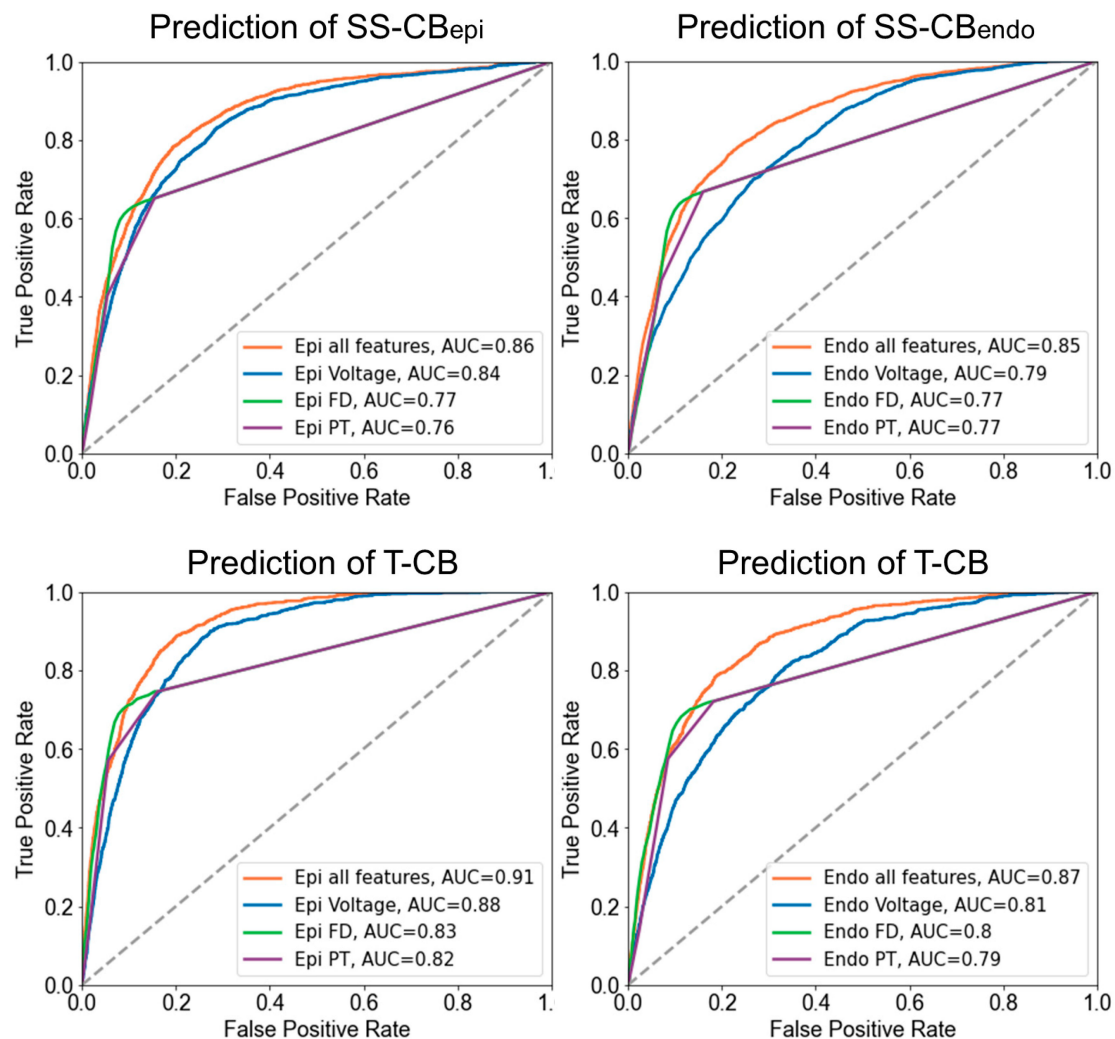 Prediction of SS-CBepi
1.0
0.8
0.6
0.4
0.2
0.0
True Positive Rate
Epi all features, AUC=0.86
Epi Voltage, AUC=0.84
Epi FD, AUC=0.77
Epi PT, AUC=0.76
0.0 0.2 0.4 0.6 0.8 1.
False Positive Rate
Prediction of SS-CBendo
1.0
0.8
0.6
0.4
0.2
0.0
True Positive Rate
Endo all features, AUC=0.85
Endo Voltage, AUC=0.79
Endo FD, AUC=0.77
Endo PT, AUC=0.77
0.0 0.2 0.4 0.6 0.8 1.0
False Positive Rate
Prediction of T-CB
1.0
0.8
0.6
0.4
0.2
0.0
True Positive Rate
Epi all features, AUC=0.91
Epi Voltage, AUC=0.88
Epi FD, AUC=0.83
Epi PT, AUC=0.82
0.0 0.2 0.4 0.6 0.8 1.
False Positive Rate
Prediction of T-CB
1.0
0.8
0.6
0.4
0.2
0.0
True Positive Rate
Endo all features, AUC=0.87
Endo Voltage, AUC=0.81
Endo FD, AUC=0.8
Endo PT, AUC=0.79
0.0 0.2 0.4 0.6 0.8 1.0
False Positive Rate